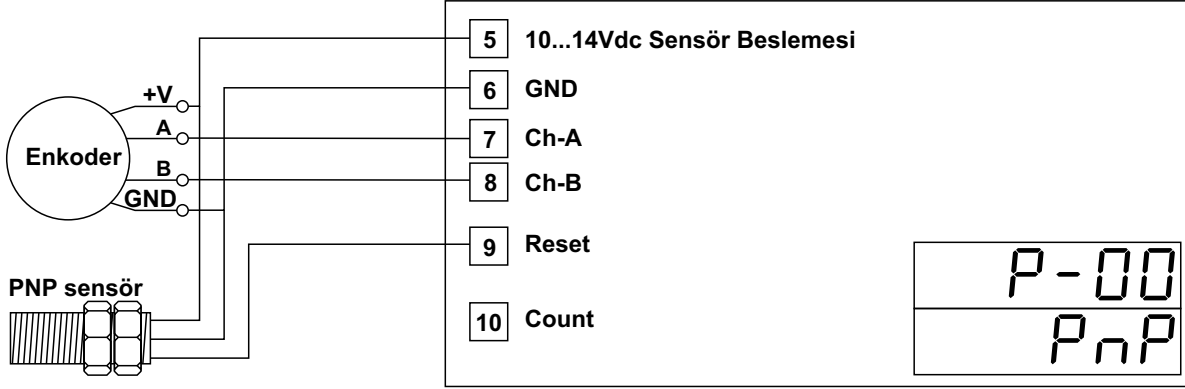 5 10...14Vdc Sensör Beslemesi
6 GND
+V
A
7 Ch-A
Enkoder
B
8 Ch-B
GND
9 Reset
PNP sensör
10 Count
P-00
PnP